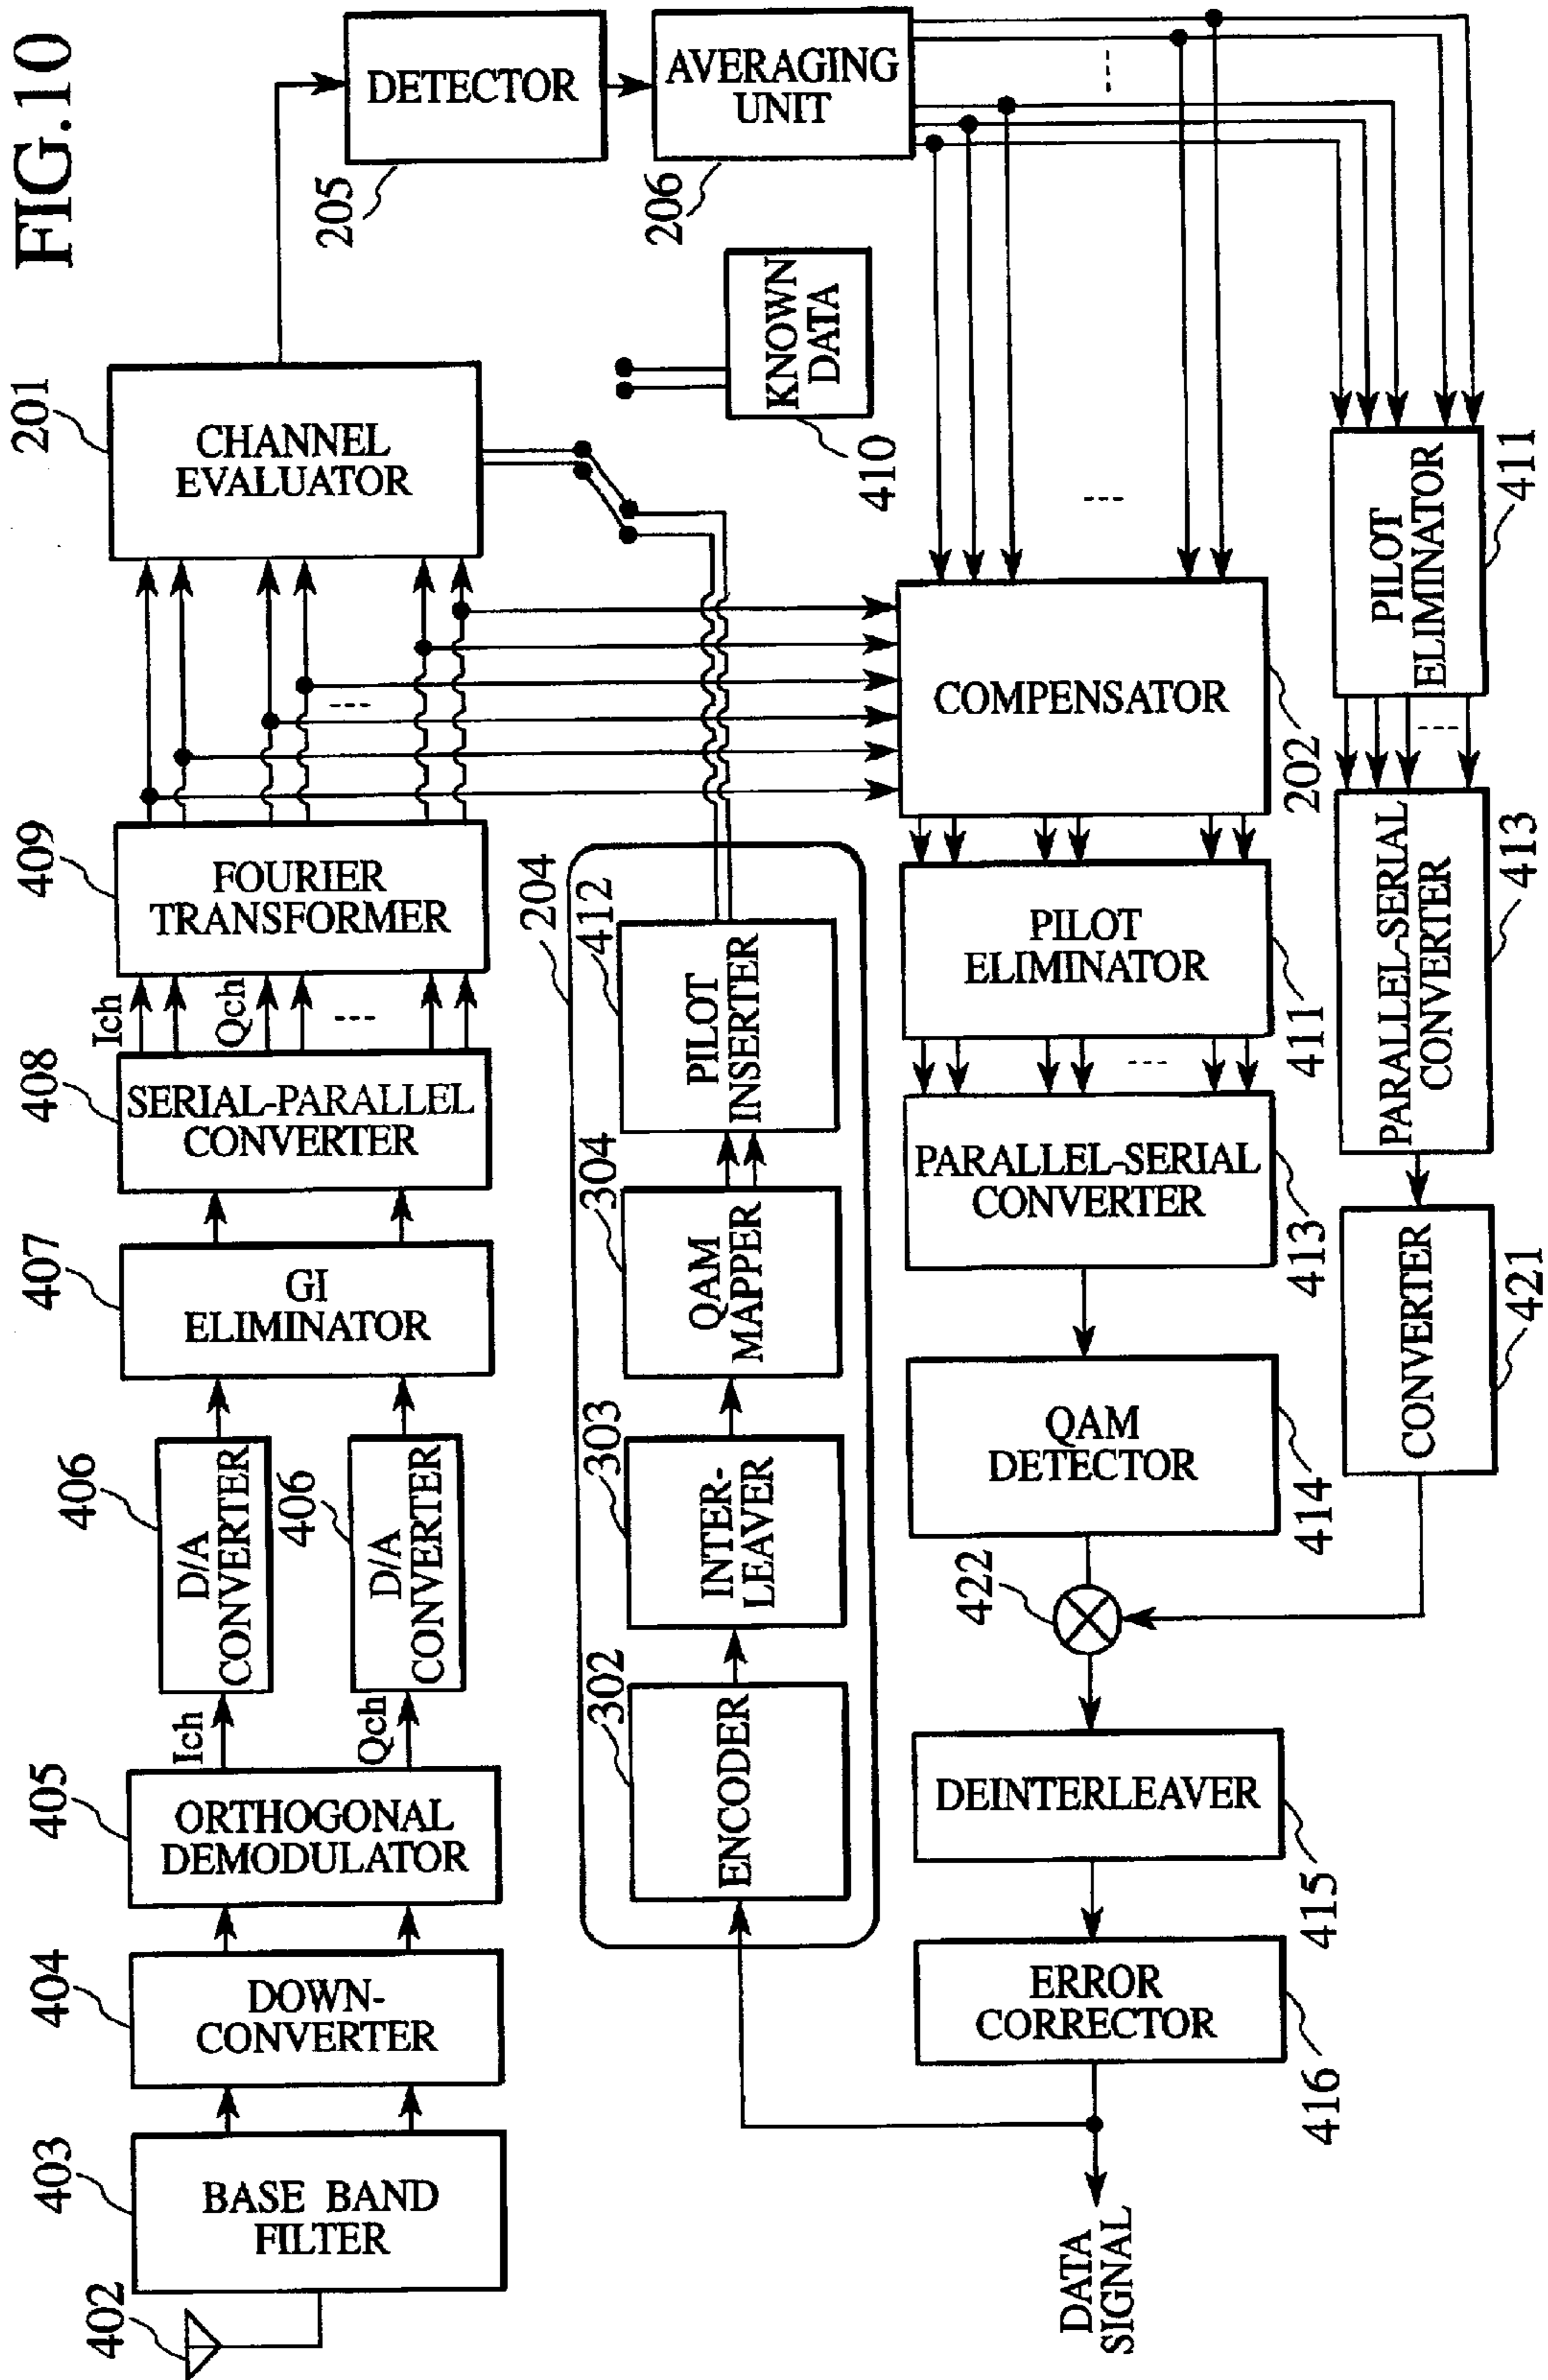 FIG.10
402
403
BASE BAND
FILTER
404
DOWN-
CONVERTER
405
ORTHOGONAL
DEMODULATOR
Ich
Qch
406
D/A
CONVERTER
406
D/A
CONVERTER
407
GI
ELIMINATOR
408
SERIAL-PARALLEL
CONVERTER
Ich
Qch
409
FOURIER
TRANSFORMER
201
CHANNEL
EVALUATOR
DETECTOR
205
AVERAGING
UNIT
206
KNOWN
DATA
410
204
302
ENCODER
303
INTER-
LEAVER
304
QAM
MAPPER
412
PILOT
INSERTER
COMPENSATOR
202
PILOT
ELIMINATOR
411
PARALLEL-SERIAL
CONVERTER
413
QAM
DETECTOR
414
422
DEINTERLEAVER
415
ERROR
CORRECTOR
416
DATA
SIGNAL
PILOT
ELIMINATOR
411
PARALLEL-SERIAL
CONVERTER
413
CONVERTER
421